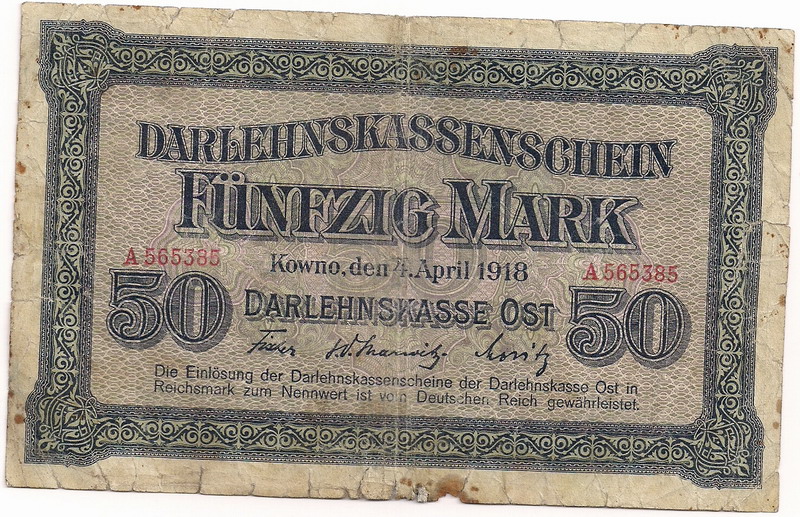 DARLEHNSKASSENSCHEIN
FÜNFZIG MARK
A 565385
A 565385
Kowno, den 4. April 1918
50
50
DARLEHNSKASSE OST
Die Einlösung der Darlehnskassenscheine der Darlehnskasse Ost in
Reichsmark zum Nennwert ist vom Deutschen Reich gewährleistet.